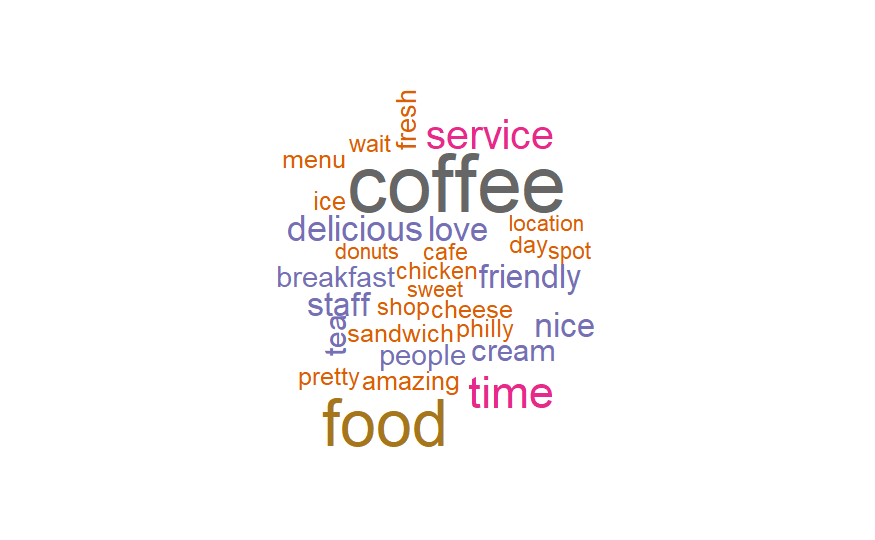 fresh
service
wait
menu
coffee
ice
delicious love
location
day spot
donuts cafe
breakfast chicken friendly
sweet
staff shop cheese
tea
nice
sandwich philly
people cream
pretty amazing
time
food